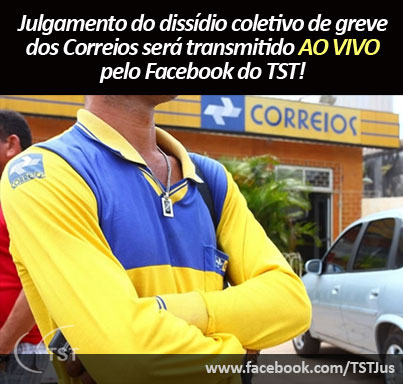 Julgamento do dissídio coletivo de greve
dos Correios será transmitido AO VIVO
pelo Facebook do TST!
CORREIOS
CORREIOS
TST
www.facebook.com/TSTJus